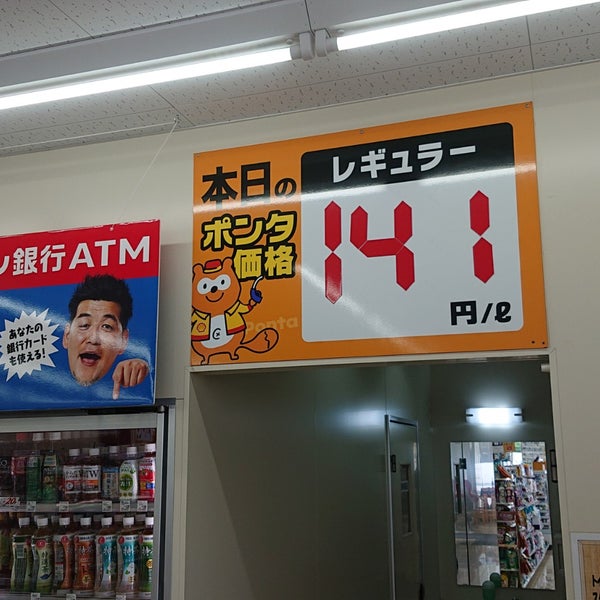 ン銀行ATM
あなたの
銀行カード
も使える!
本日の
ポンタ
価格
Ponta
レギュラー
141
円/ℓ